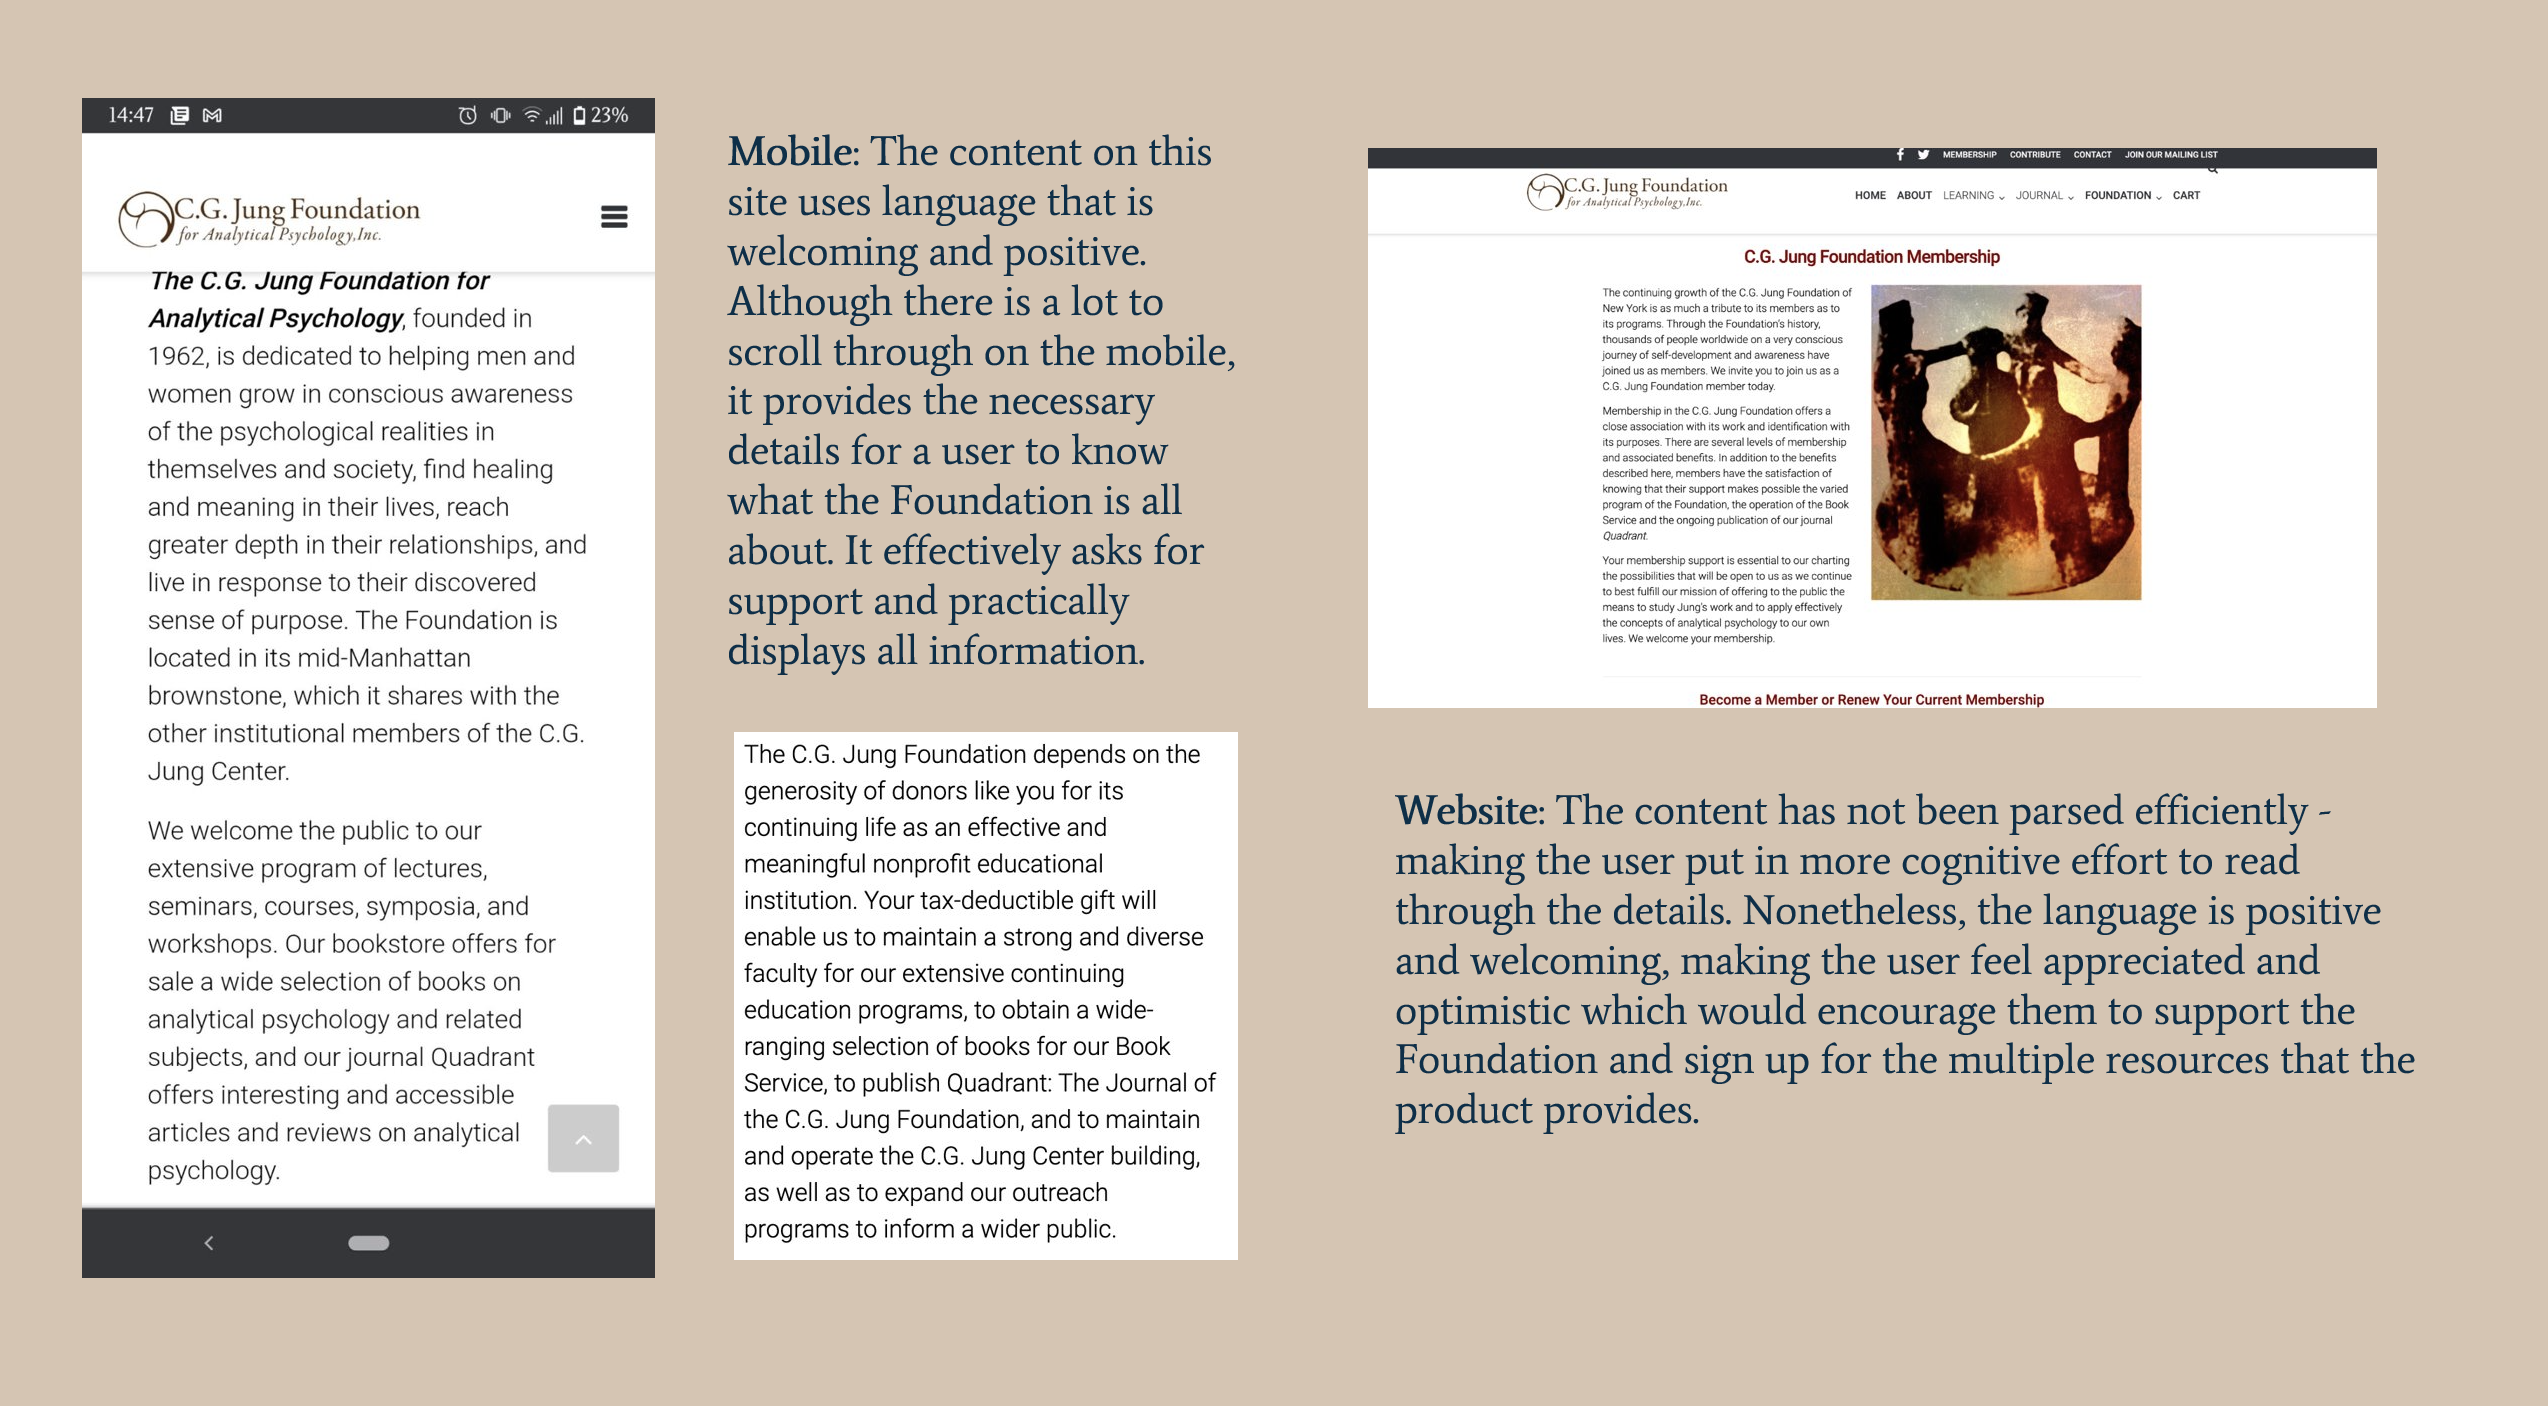 14:47
23%
C.G. Jung Foundation
for Analytical Psychology, Inc.
The C.G. Jung Foundation for
Analytical Psychology, founded in
1962, is dedicated to helping men and
women grow in conscious awareness
of the psychological realities in
themselves and society, find healing
and meaning in their lives, reach
greater depth in their relationships, and
live in response to their discovered
sense of purpose. The Foundation is
located in its mid-Manhattan
brownstone, which it shares with the
other institutional members of the C.G.
Jung Center.
We welcome the public to our
extensive program of lectures,
seminars, courses, symposia, and
workshops. Our bookstore offers for
sale a wide selection of books on
analytical psychology and related
subjects, and our journal Quadrant
offers interesting and accessible
articles and reviews on analytical
psychology.
Mobile: The content on this
site uses language that is
welcoming and positive.
Although there is a lot to
scroll through on the mobile,
it provides the necessary
details for a user to know
what the Foundation is all
about. It effectively asks for
support and practically
displays all information.
The C.G. Jung Foundation depends on the
generosity of donors like you for its
continuing life as an effective and
meaningful nonprofit educational
institution. Your tax-deductible gift will
enable us to maintain a strong and diverse
faculty for our extensive continuing
education programs, to obtain a wide-
ranging selection of books for our Book
Service, to publish Quadrant: The Journal of
the C.G. Jung Foundation, and to maintain
and operate the C.G. Jung Center building,
as well as to expand our outreach
programs to inform a wider public.
MEMBERSHIP CONTRIBUTE CONTACT JOIN OUR MAILING LIST
C.G. Jung Foundation
for Analytical Psychology, Inc.
HOME ABOUT LEARNING JOURNAL FOUNDATION CART
C.G. Jung Foundation Membership
The continuing growth of the C.G. Jung Foundation of
New York is as much a tribute to its members as to
its programs. Through the Foundation's history,
thousands of people worldwide on a very conscious
journey of self-development and awareness have
joined us as members. We invite you to join us as a
C.G. Jung Foundation member today.
Membership in the C.G. Jung Foundation offers a
close association with its work and identification with
its purposes. There are several levels of membership
and associated benefits. In addition to the benefits
described here, members have the satisfaction of
knowing that their support makes possible the varied
program of the Foundation, the operation of the Book
Service and the ongoing publication of our journal
Quadrant.
Your membership support is essential to our charting
the possibilities that will be open to us as we continue
to best fulfill our mission of offering to the public the
means to study Jung's work and to apply effectively
the concepts of analytical psychology to our own
lives. We welcome your membership.
Become a Member or Renew Your Current Membership
Website: The content has not been parsed efficiently -
making the user put in more cognitive effort to read
through the details. Nonetheless, the language is positive
and welcoming, making the user feel appreciated and
optimistic which would encourage them to support the
Foundation and sign up for the multiple resources that the
product provides.